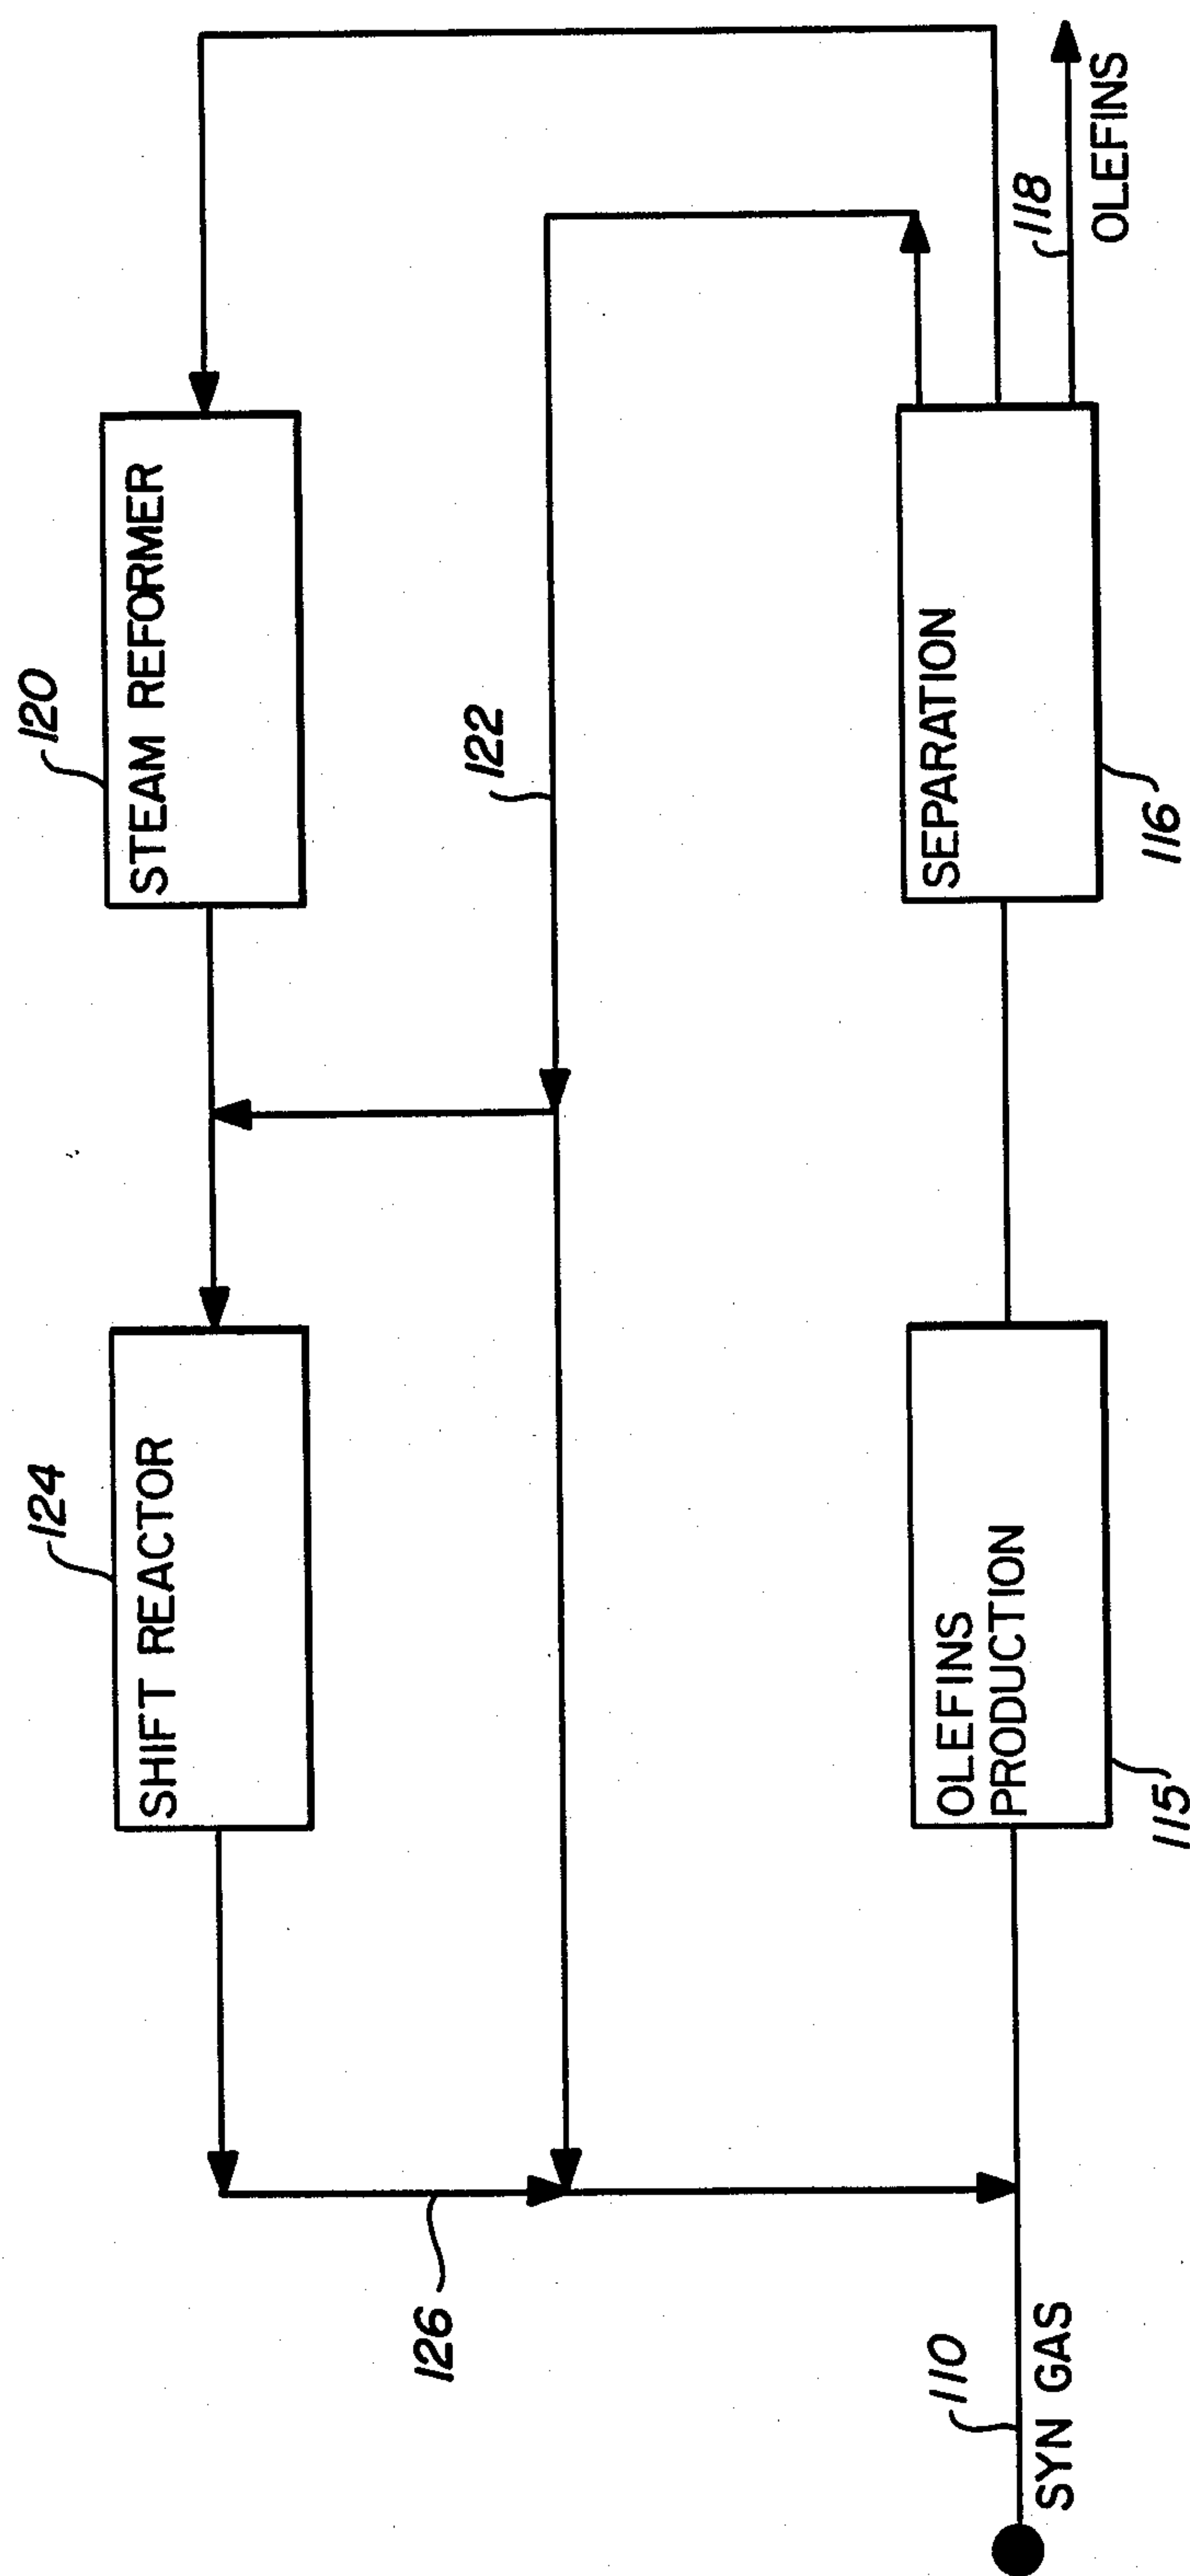 124
SHIFT REACTOR
120
STEAM REFORMER
126
122
110
SYN GAS
OLEFINS
PRODUCTION
115
SEPARATION
116
118
OLEFINS